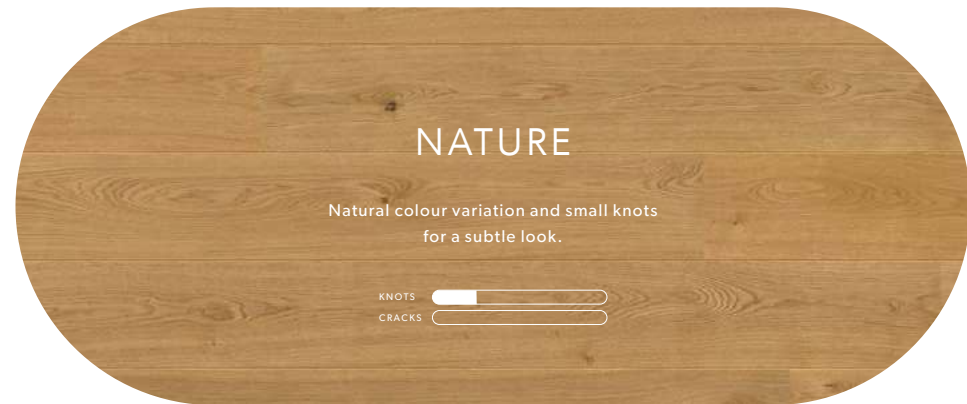 NATURE
Natural colour variation and small knots
for a subtle look.
KNOTS
CRACKS